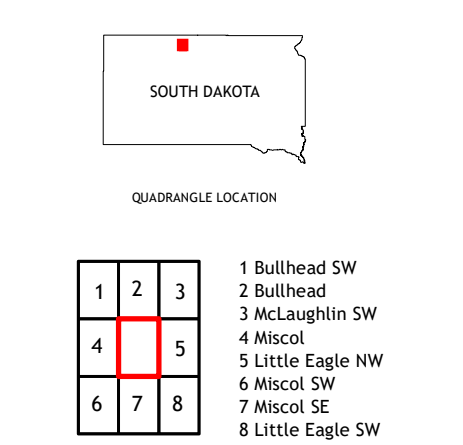 SOUTH DAKOTA
QUADRANGLE LOCATION
1 2 3
4 5
6 7 8
1 Bullhead SW
2 Bullhead
3 McLaughlin SW
4 Miscol
5 Little Eagle NW
6 Miscol SW
7 Miscol SE
8 Little Eagle SW